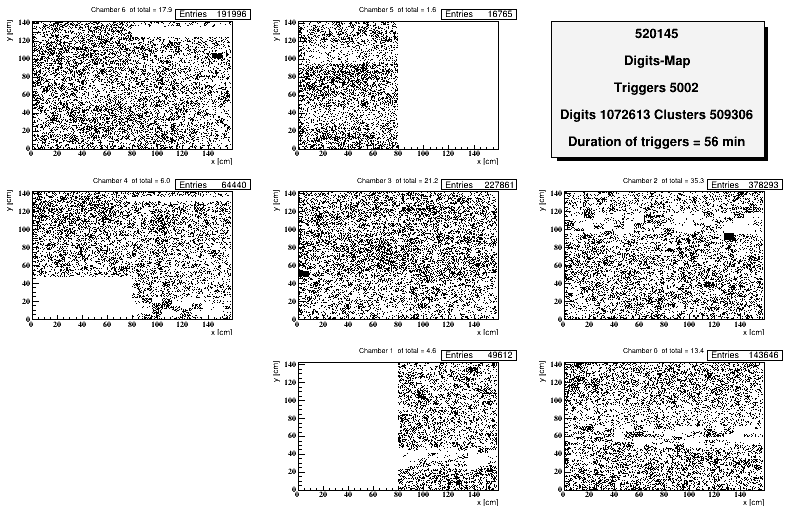 Chamber 6 of total = 17.9
Entries 191996
y [cm]
140
120
100
80
60
40
20
0
0 20 40 60 80 100 120 140
x [cm]
Chamber 5 of total = 1.6
Entries 16765
y [cm]
140
120
100
80
60
40
20
0
0 20 40 60 80 100 120 140
x [cm]
520145
Digits-Map
Triggers 5002
Digits 1072613 Clusters 509306
Duration of triggers = 56 min
Chamber 4 of total = 6.0
Entries 64440
y [cm]
140
120
100
80
60
40
20
0
0 20 40 60 80 100 120 140
x [cm]
Chamber 3 of total = 21.2
Entries 227861
y [cm]
140
120
100
80
60
40
20
0
0 20 40 60 80 100 120 140
x [cm]
Chamber 2 of total = 35.3
Entries 378293
y [cm]
140
120
100
80
60
40
20
0
0 20 40 60 80 100 120 140
x [cm]
Chamber 1 of total = 4.6
Entries 49612
y [cm]
140
120
100
80
60
40
20
0
0 20 40 60 80 100 120 140
x [cm]
Chamber 0 of total = 13.4
Entries 143646
y [cm]
140
120
100
80
60
40
20
0
0 20 40 60 80 100 120 140
x [cm]